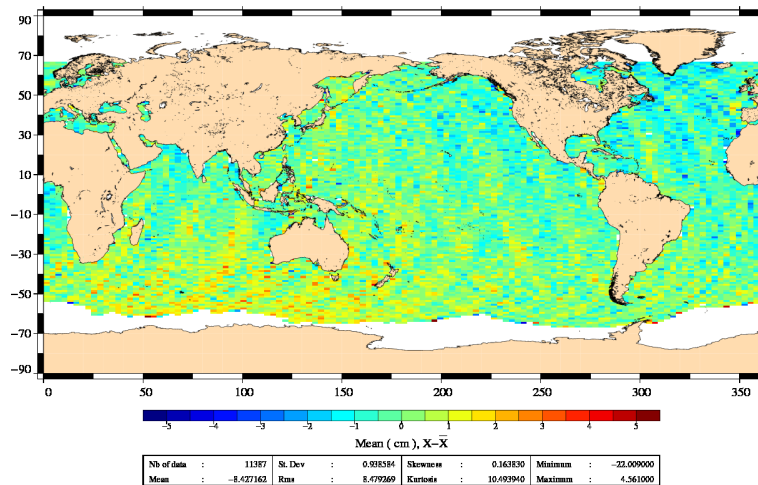 90
70
50
30
10
−10
−30
−50
−70
−90
0 50 100 150 200 250 300 350
−5 −4 −3 −2 −1 0 1 2 3 4 5
Mean ( cm ), X−X̅
Nb of data : 11387 St. Dev : 0.938584 Skewness : 0.163830 Minimum : −22.009000
Mean : −8.427162 Rms : 8.479269 Kurtosis : 10.493940 Maximum : 4.561000